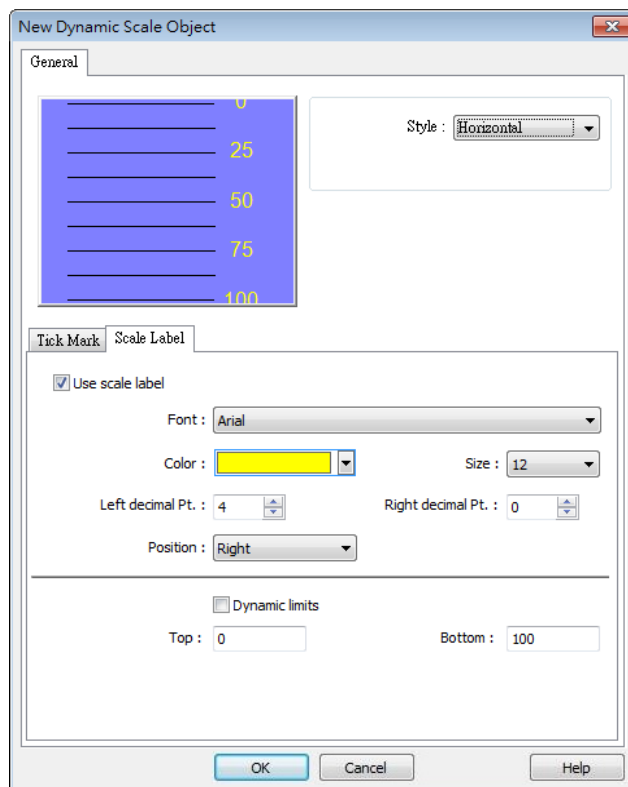 New Dynamic Scale Object
General
0
25
50
75
100
Style : Horizontal
Tick Mark Scale Label
Use scale label
Font : Arial
Color : Size : 12
Left decimal Pt. : 4 Right decimal Pt. : 0
Position : Right
Dynamic limits
Top : 0 Bottom : 100
OK Cancel Help